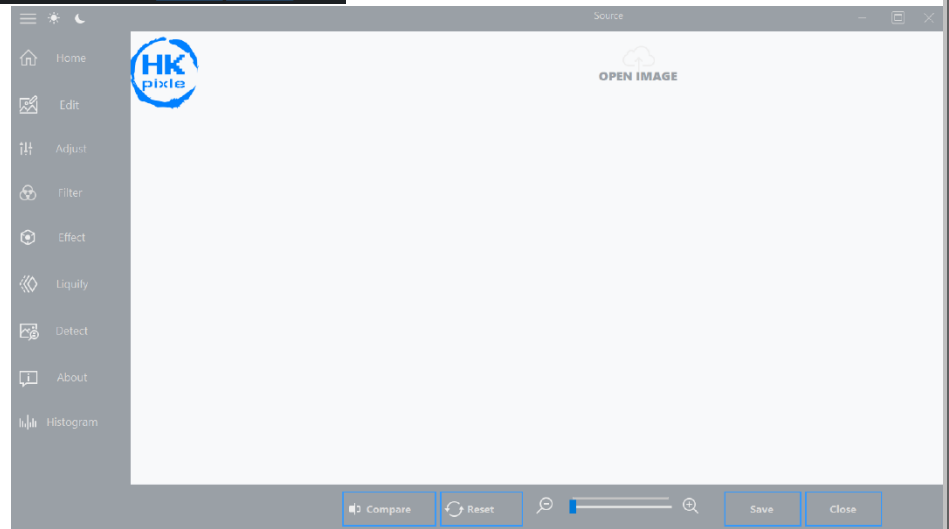 Source
Home
HK
pixle
OPEN IMAGE
Edit
Adjust
Filter
Effect
Liquify
Detect
About
Histogram
Compare
Reset
Save
Close